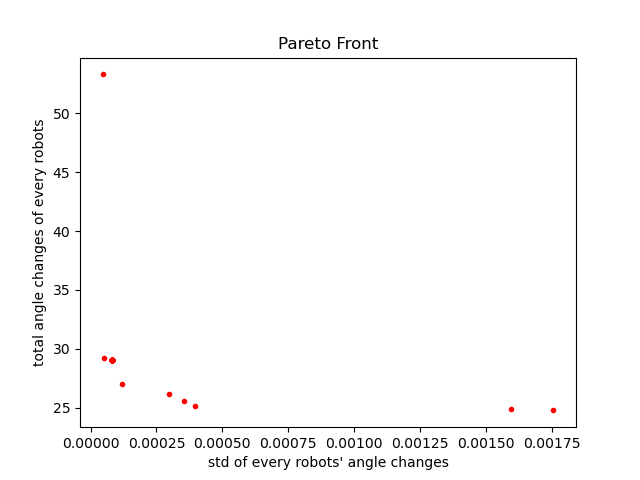 Pareto Front
total angle changes of every robots
50
45
40
35
30
25
0.00000 0.00025 0.00050 0.00075 0.00100 0.00125 0.00150 0.00175
std of every robots' angle changes